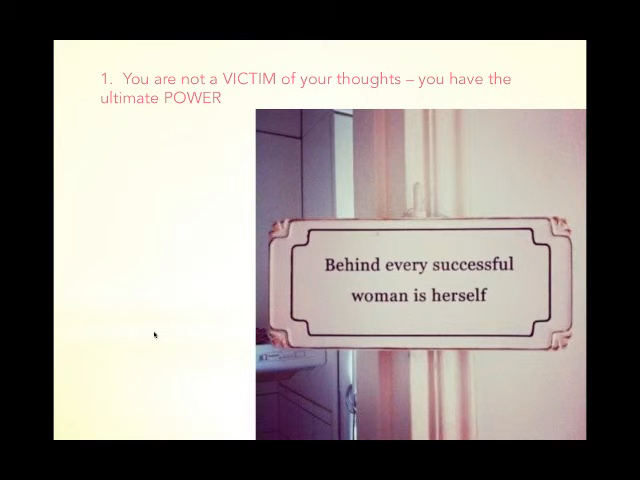 1. You are not a VICTIM of your thoughts – you have the
ultimate POWER
Behind every successful
woman is herself